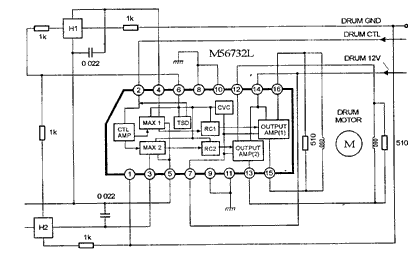 1k
H1
1k
DRUM GND
DRUM CTL
DRUM 12V
0 022
M56732L
2 4 6 8 10 12 14 16
CTL AMP
MAX 1
TSD
CVC
RC1
OUTPUT AMP(1)
MAX 2
RC2
OUTPUT AMP(2)
1k
510
DRUM MOTOR
M
510
1 3 5 7 9 11 13 15
0 022
H2
1k